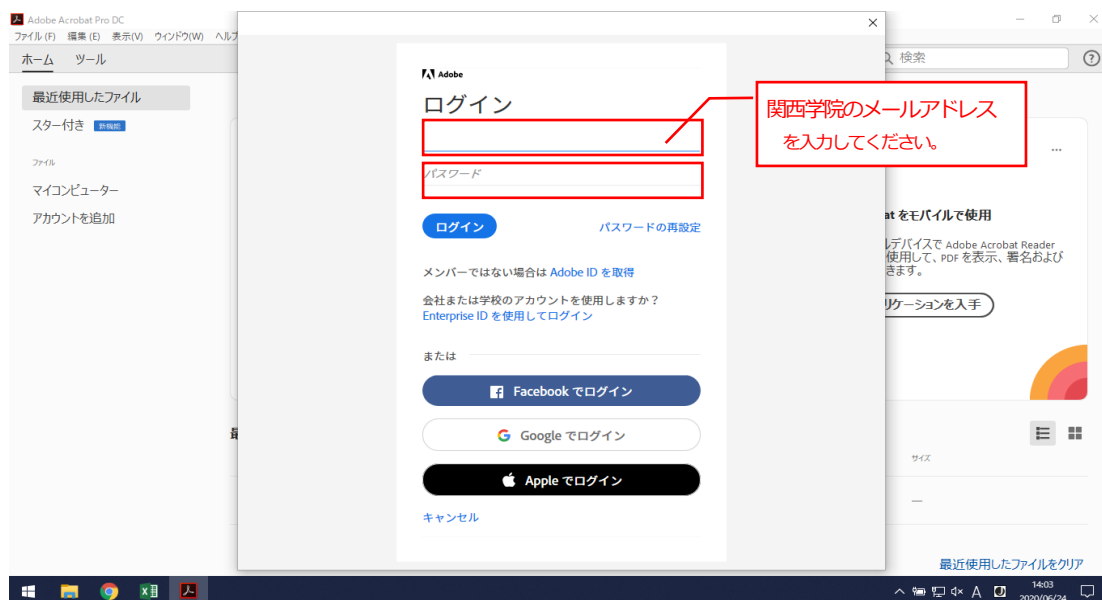 Adobe Acrobat Pro DC
ファイル(F) 編集(E) 表示(V) ウィンドウ(W) ヘルプ
ホーム ツール
検索
最近使用したファイル
スター付き 新機能
ファイル
マイコンピューター
アカウントを追加
Adobe
ログイン
関西学院のメールアドレス
を入力してください。
パスワード
ログイン パスワードの再設定
メンバーではない場合は Adobe ID を取得
会社または学校のアカウントを使用しますか？
Enterprise ID を使用してログイン
または
Facebook でログイン
Google でログイン
Apple でログイン
キャンセル
at をモバイルで使用
デバイスで Adobe Acrobat Reader
使用して、PDF を表示、署名および
きます。
リケーションを入手
サイズ
—
最近使用したファイルをクリア
A
14:03
2020/06/24